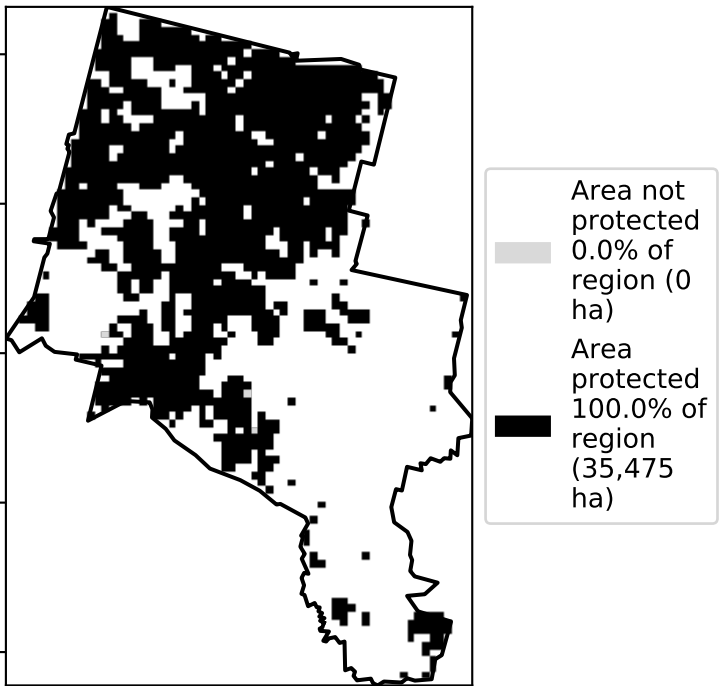 Area not
protected
0.0% of
region (0
ha)
Area
protected
100.0% of
region
(35,475
ha)